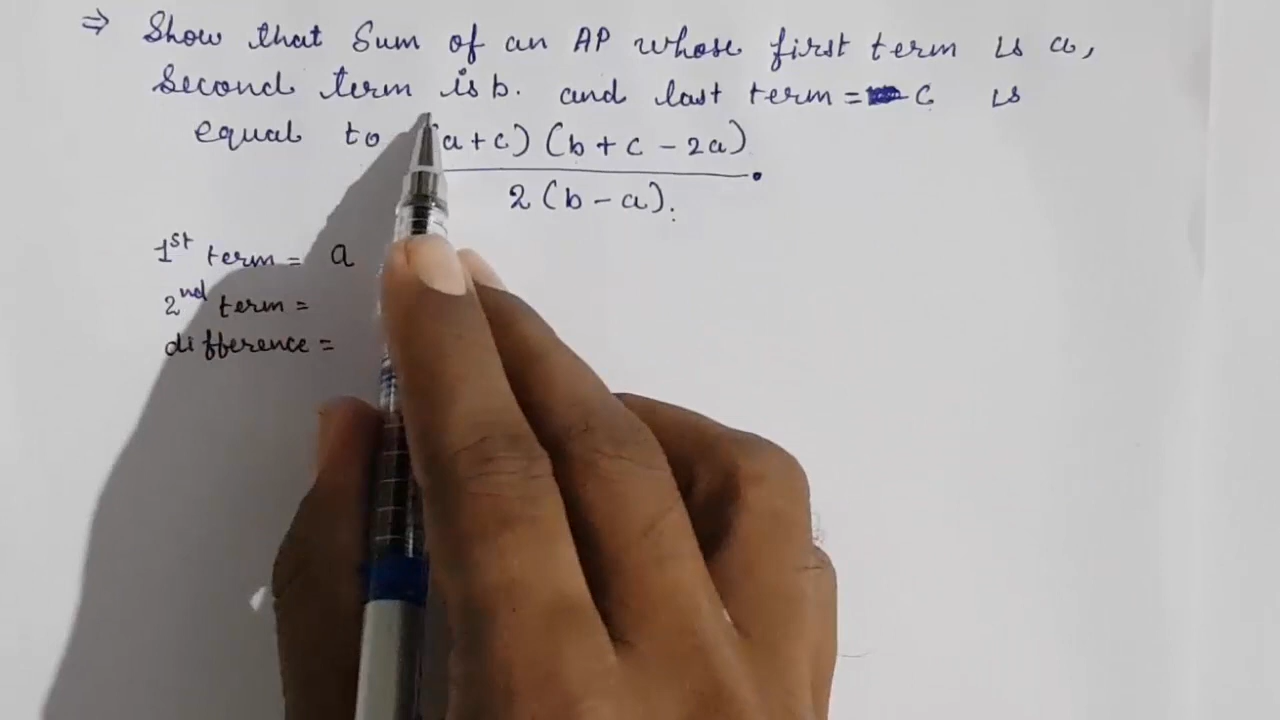 ⇒ Show that Sum of an AP whose first term is a,
Second term is b. and last term = c is
equal to (a+c) (b+c-2a)
2(b-a).
1st term = a
2nd term =
difference =